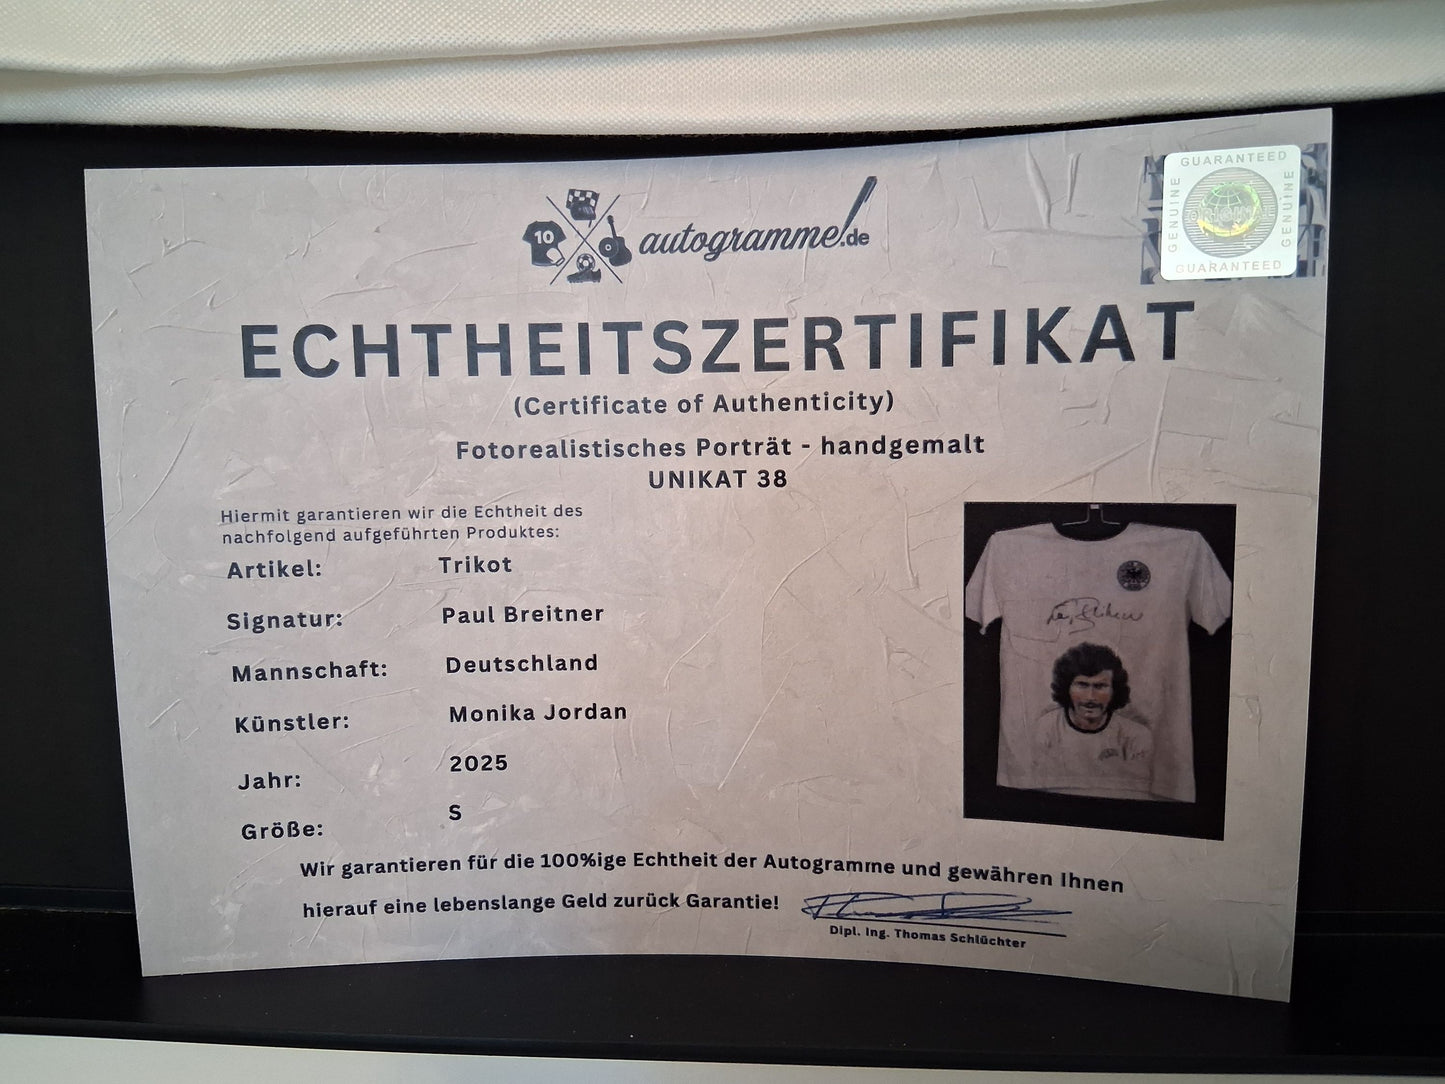 10
autogramme.de
GUARANTEED
GENUINE
ORIGINAL
GENUINE
GUARANTEED
ECHTHEITSZERTIFIKAT
(Certificate of Authenticity)
Fotorealistisches Porträt - handgemalt
UNIKAT 38
Hiermit garantieren wir die Echtheit des
nachfolgend aufgeführten Produktes:
Artikel: Trikot
Signatur: Paul Breitner
Mannschaft: Deutschland
Künstler: Monika Jordan
Jahr: 2025
Größe: S
Wir garantieren für die 100%ige Echtheit der Autogramme und gewähren Ihnen
hierauf eine lebenslange Geld zurück Garantie!
Dipl. Ing. Thomas Schlüchter